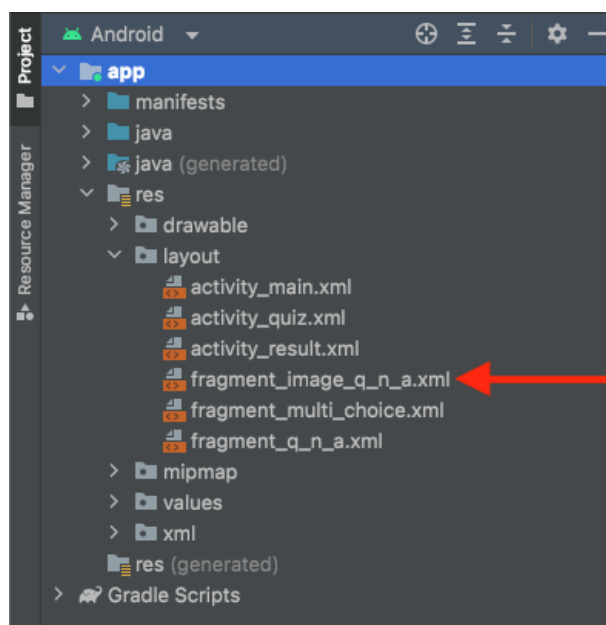 Project
Resource Manager
Android
app
manifests
java
java (generated)
res
drawable
layout
activity_main.xml
activity_quiz.xml
activity_result.xml
fragment_image_q_n_a.xml
fragment_multi_choice.xml
fragment_q_n_a.xml
mipmap
values
xml
res (generated)
Gradle Scripts